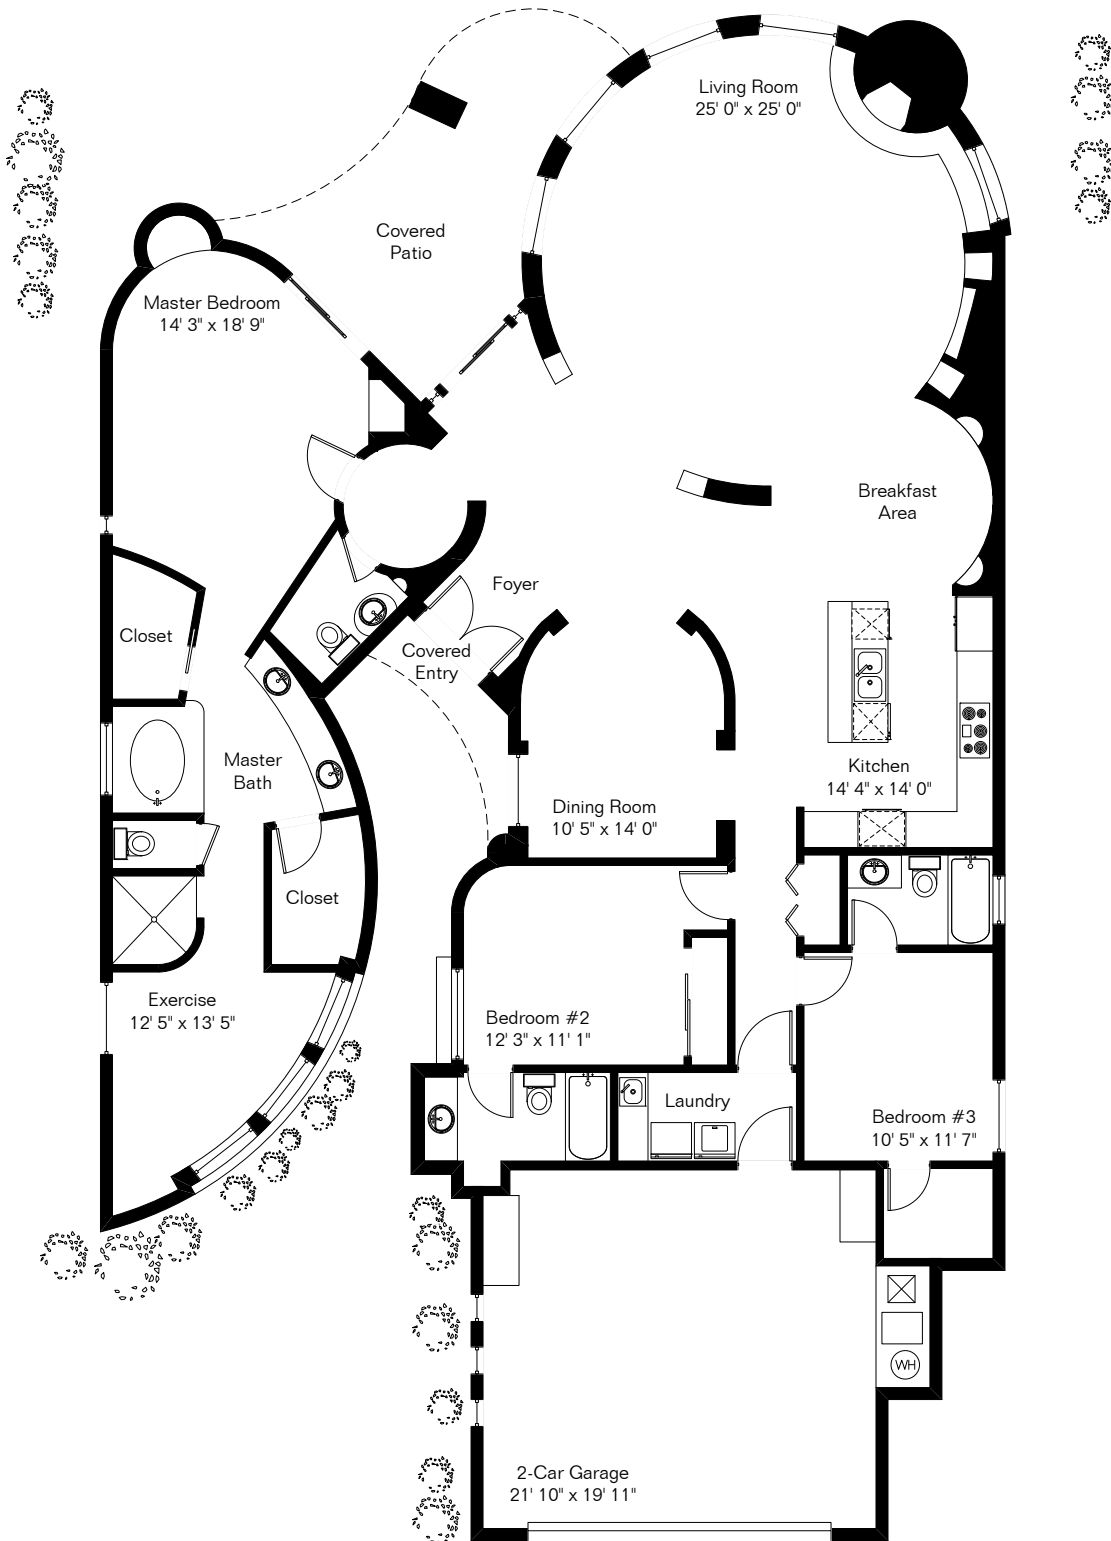 Living Room
25' 0" x 25' 0"
Covered
Patio
Master Bedroom
14' 3" x 18' 9"
Breakfast
Area
Foyer
Closet
Covered
Entry
Master
Bath
Kitchen
14' 4" x 14' 0"
Dining Room
10' 5" x 14' 0"
Closet
Exercise
12' 5" x 13' 5"
Bedroom #2
12' 3" x 11' 1"
Laundry
Bedroom #3
10' 5" x 11' 7"
WH
2-Car Garage
21' 10" x 19' 11"